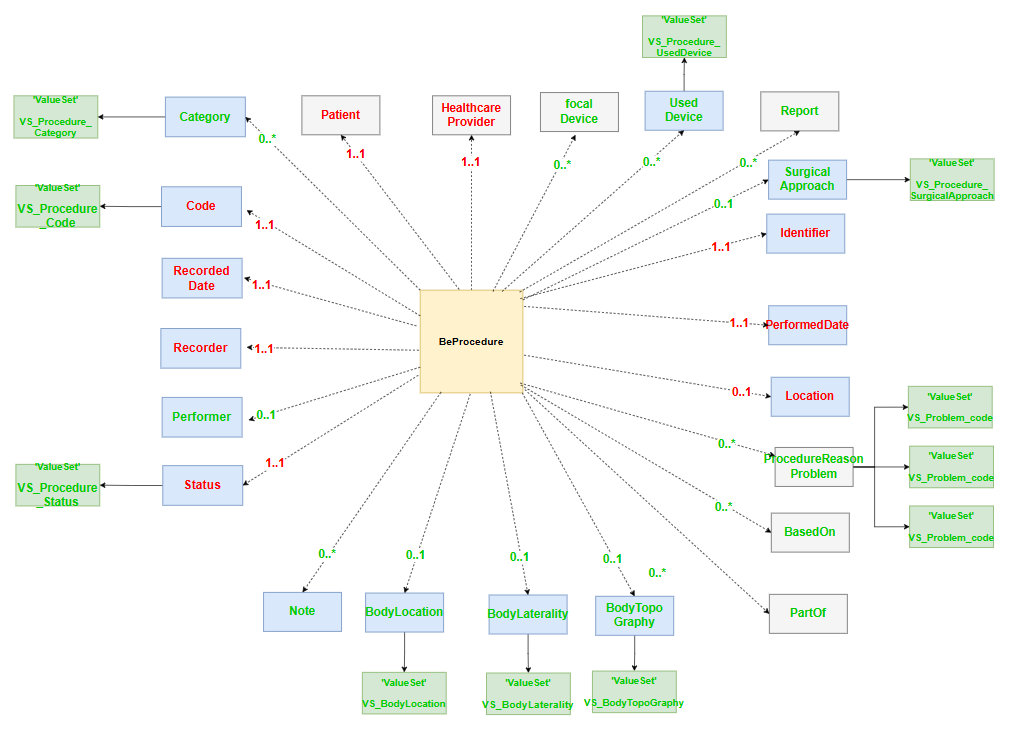 'ValueSet'
VS_Procedure_
UsedDevice
'ValueSet'
VS_Procedure_
Category
Category
0..*
Patient
1..1
Healthcare
Provider
1..1
focal
Device
0..*
Used
Device
0..*
Report
0..*
Surgical
Approach
0..1
'ValueSet'
VS_Procedure_
SurgicalApproach
'ValueSet'
VS_Procedure
_Code
Code
1..1
Identifier
1..1
Recorded
Date
1..1
PerformedDate
1..1
BeProcedure
Recorder
1..1
Location
0..1
Performer
0..1
'ValueSet'
VS_Problem_code
ProcedureReason
Problem
0..*
'ValueSet'
VS_Problem_code
'ValueSet'
VS_Problem_code
'ValueSet'
VS_Procedure
_Status
Status
1..1
BasedOn
0..*
0..*
0..1
0..1
0..1
0..*
Note
BodyLocation
BodyLaterality
BodyTopo
Graphy
PartOf
'ValueSet'
VS_BodyLocation
'ValueSet'
VS_BodyLaterality
'ValueSet'
VS_BodyTopoGraphy